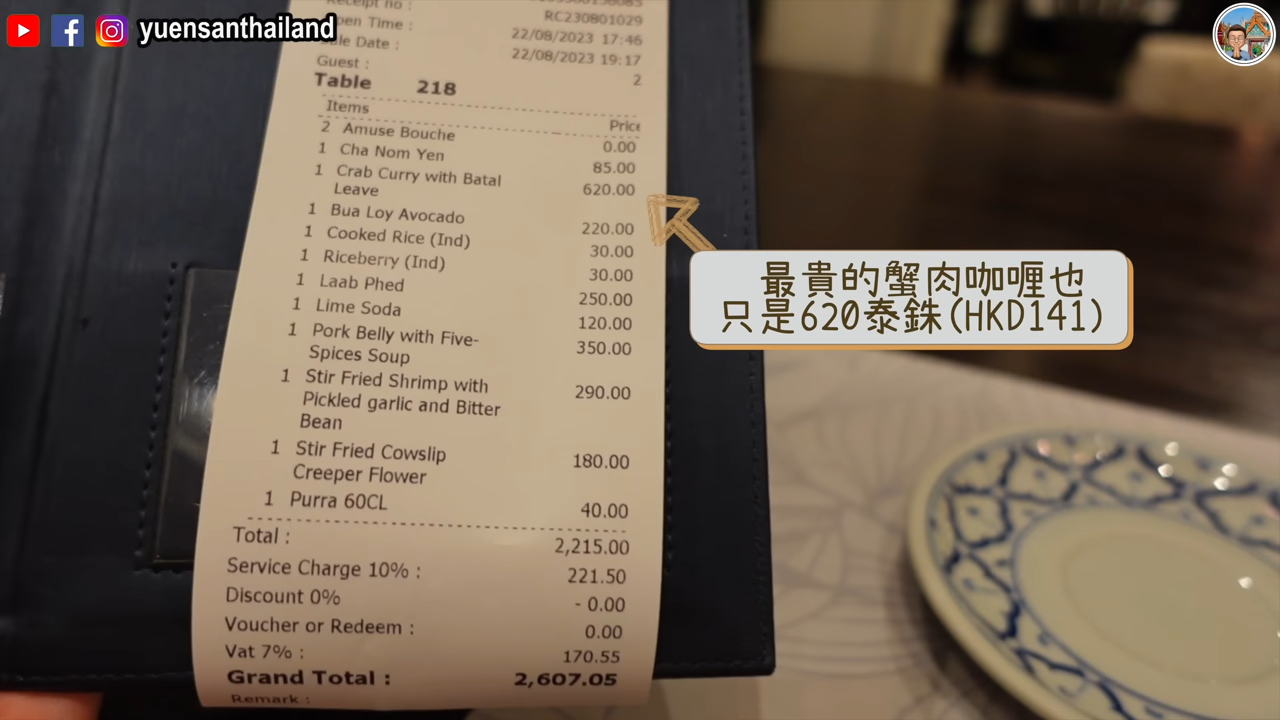 yuensanthailand
Receipt no :
RC230801029
Open Time :
22/08/2023 17:46
Sale Date :
22/08/2023 19:17
Guest :
2
Table 218
Items Price
2 Amuse Bouche 0.00
1 Cha Nom Yen 85.00
1 Crab Curry with Batal 620.00
Leave
1 Bua Loy Avocado 220.00
1 Cooked Rice (Ind) 30.00
1 Riceberry (Ind) 30.00
1 Laab Phed 250.00
1 Lime Soda 120.00
1 Pork Belly with Five- 350.00
Spices Soup
1 Stir Fried Shrimp with 290.00
Pickled garlic and Bitter
Bean
1 Stir Fried Cowslip 180.00
Creeper Flower
1 Purra 60CL 40.00
Total : 2,215.00
Service Charge 10% : 221.50
Discount 0% - 0.00
Voucher or Redeem : 0.00
Vat 7% : 170.55
Grand Total : 2,607.05
Remark :
最貴的蟹肉咖喱也
只是620泰銖(HKD141)